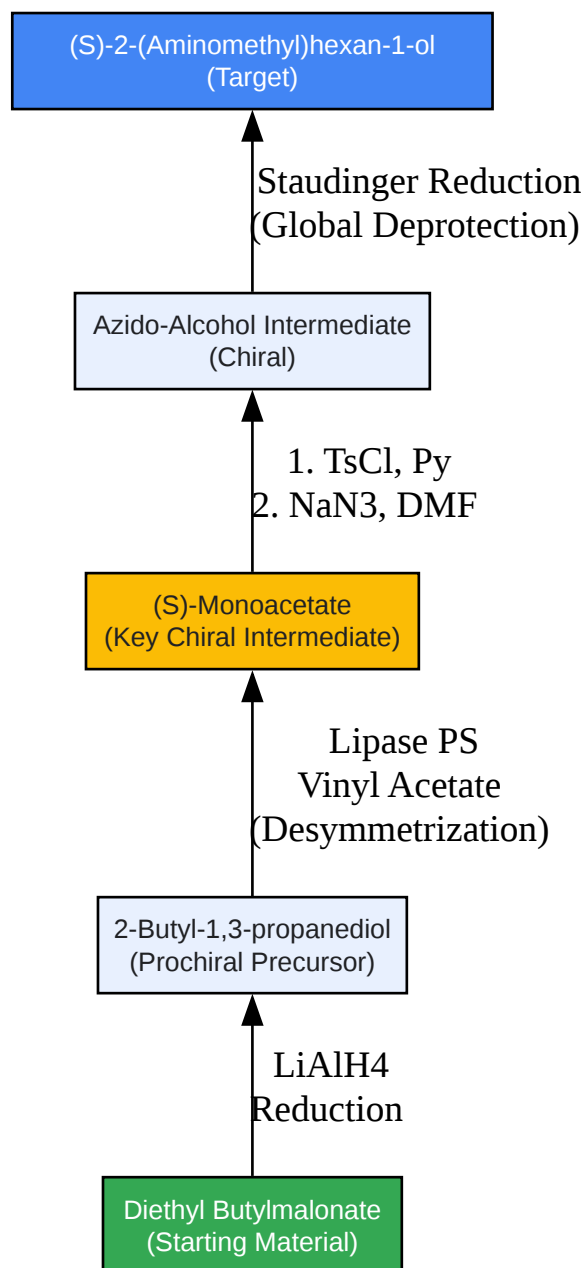 (S)-2-(Aminomethyl)hexan-1-ol
(Target)
Staudinger Reduction
(Global Deprotection)
Azido-Alcohol Intermediate
(Chiral)
1. TsCl, Py
2. NaN3, DMF
(S)-Monoacetate
(Key Chiral Intermediate)
Lipase PS
Vinyl Acetate
(Desymmetrization)
2-Butyl-1,3-propanediol
(Prochiral Precursor)
LiAlH4
Reduction
Diethyl Butylmalonate
(Starting Material)